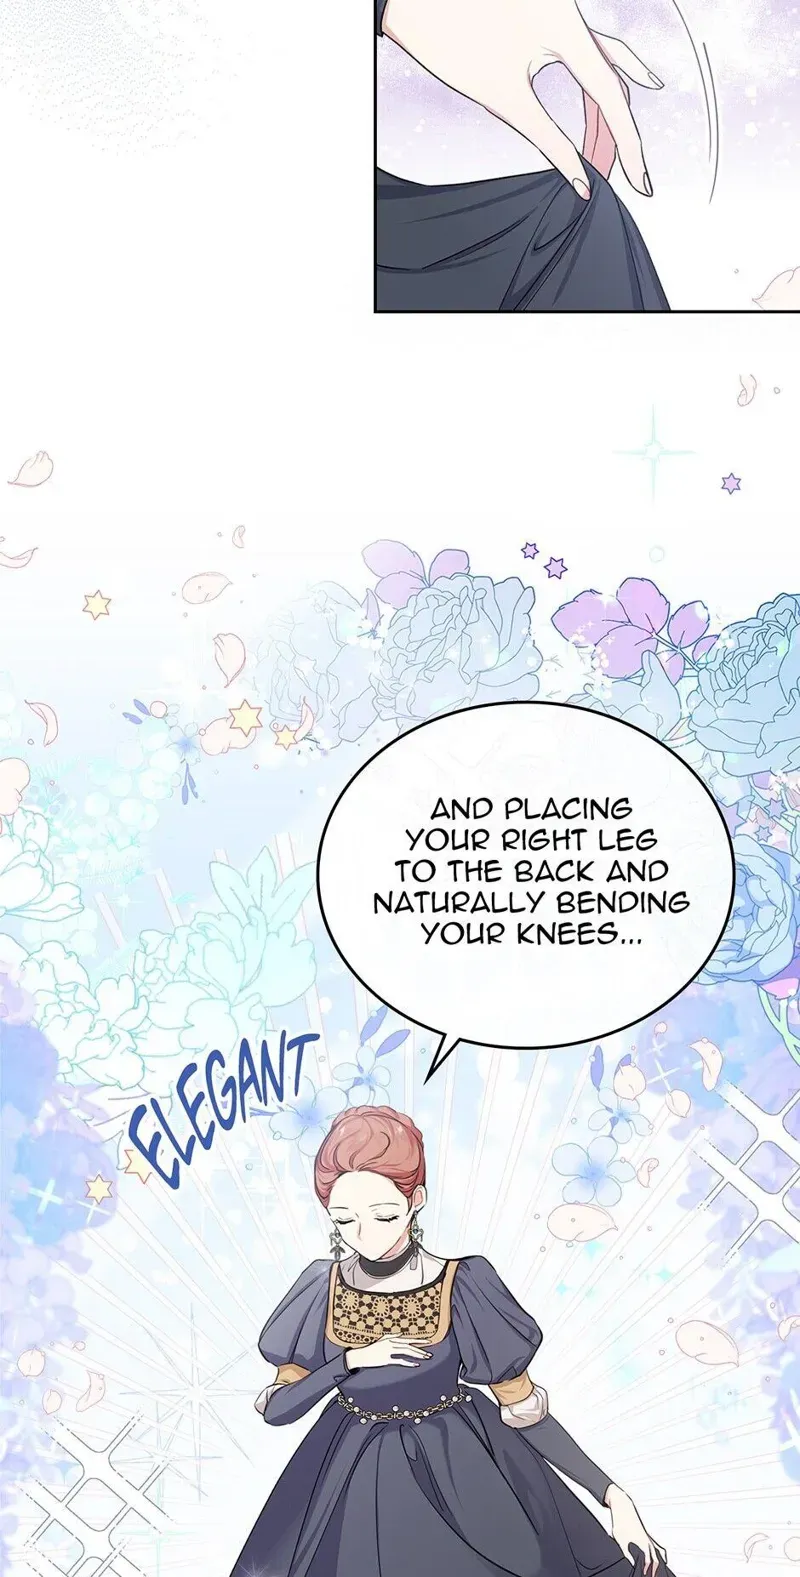 AND PLACING
YOUR RIGHT LEG
TO THE BACK AND
NATURALLY BENDING
YOUR KNEES...
ELEGANT